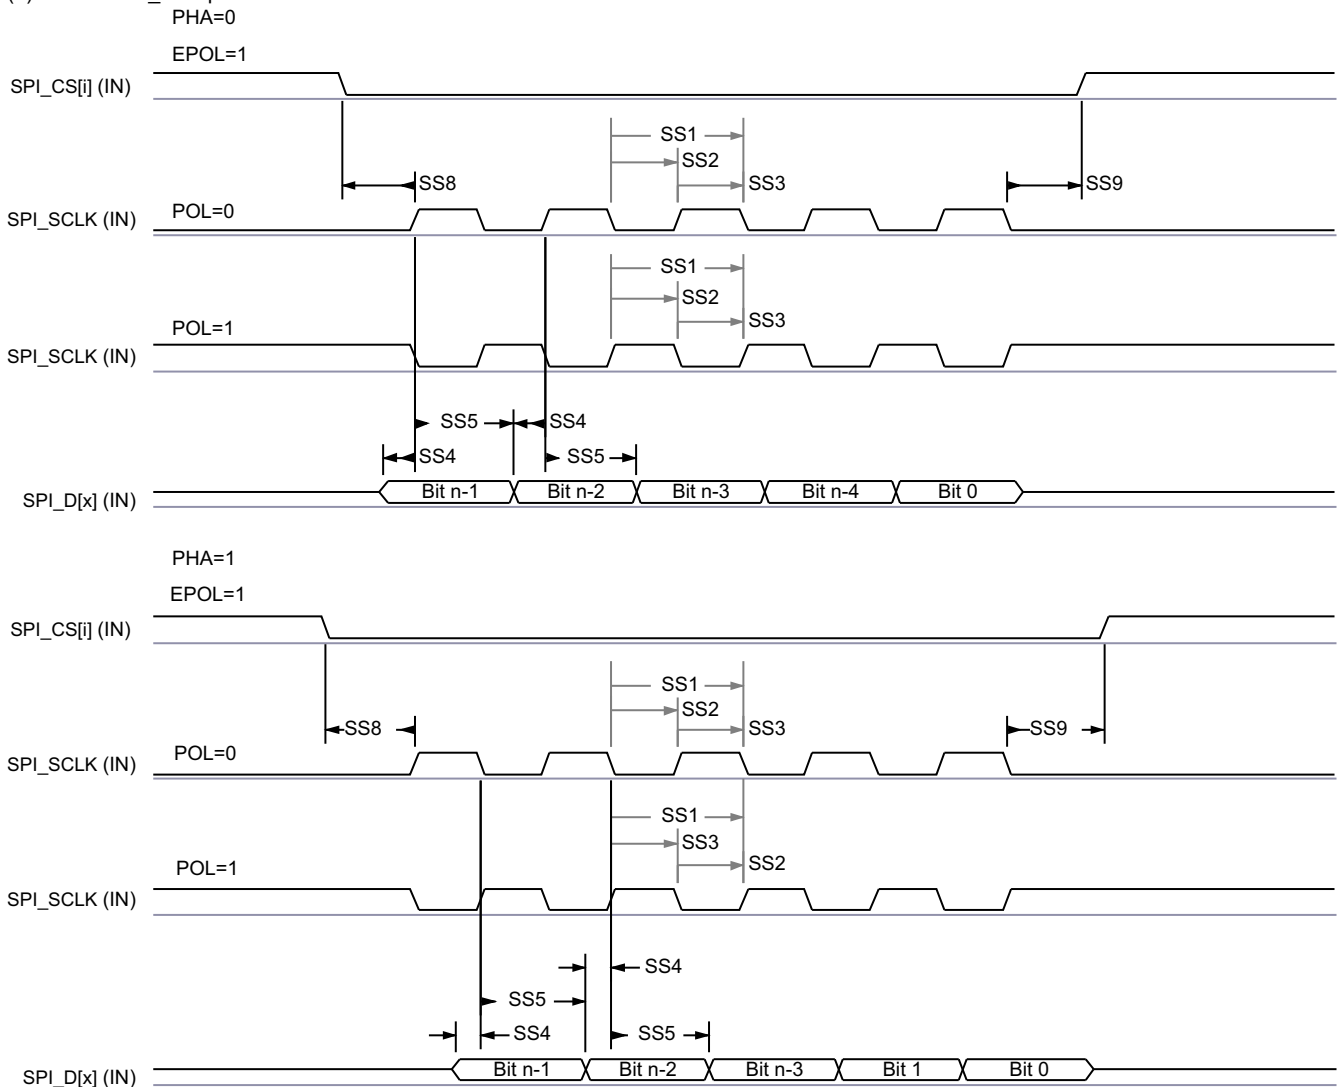 PHA=0
EPOL=1
SPI_CS[i] (IN)
SS1
SS2
SS8
SS3
SS9
POL=0
SPI_SCLK (IN)
SS1
SS2
SS3
POL=1
SPI_SCLK (IN)
SS5
SS4
SS4
SS5
SPI_D[x] (IN)
Bit n-1
Bit n-2
Bit n-3
Bit n-4
Bit 0
PHA=1
EPOL=1
SPI_CS[i] (IN)
SS1
SS2
SS8
SS3
SS9
POL=0
SPI_SCLK (IN)
SS1
SS3
SS2
POL=1
SPI_SCLK (IN)
SS4
SS5
SS4
SS5
SPI_D[x] (IN)
Bit n-1
Bit n-2
Bit n-3
Bit 1
Bit 0